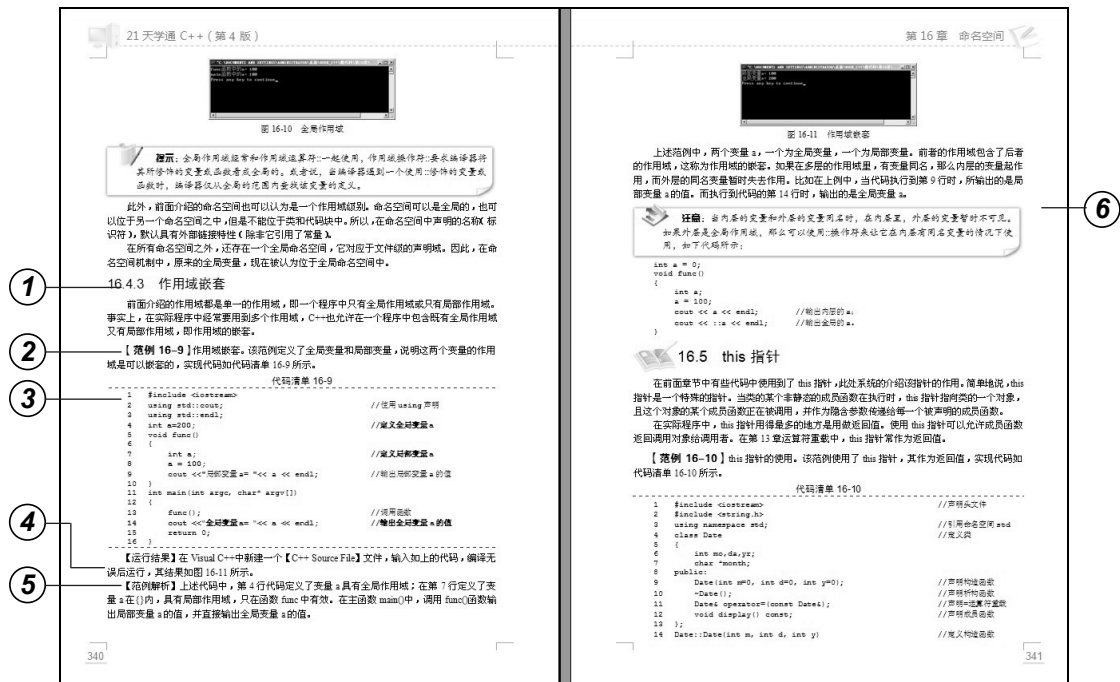 21 天学通 C++（第 4 版）
main函数中的a= 100
Press any key to continue_
图 16-10 全局作用域
提示：全局作用域经常和作用域运算符::一起使用，作用域操作符::要求编译器将
其所修饰的变量或函数看成全局的。或者说，当编译器遇到一个使用::修饰的变量或
函数时，编译器仅从全局的范围内查找该变量的定义。
此外，前面介绍的命名空间也可以认为是一个作用域级别。命名空间可以是全局的，也可
以位于另一个命名空间之中，但是不能位于类和代码块中。所以，在命名空间中声明的名称（标
识符），默认具有外部链接特性（除非它引用了常量）。
在所有命名空间之外，还存在一个全局命名空间，它对应于文件级的声明域。因此，在命
名空间机制中，原来的全局变量，现在被认为位于全局命名空间中。
① 16.4.3 作用域嵌套
前面介绍的作用域都是单一的作用域，即一个程序中只有全局作用域或只有局部作用域。
事实上，在实际程序中经常要用到多个作用域，C++也允许在一个程序中包含既有全局作用域
又有局部作用域，即作用域的嵌套。
② 【范例 16–9】作用域嵌套。该范例定义了全局变量和局部变量，说明这两个变量的作用
域是可以嵌套的，实现代码如代码清单 16-9 所示。
代码清单 16-9
③ 1 #include <iostream>
2 using std::cout; //使用 using 声明
3 using std::endl;
4 int a=200; //定义全局变量 a
5 void func()
6 {
7 int a; //定义局部变量 a
8 a = 100;
9 cout <<"局部变量 a= "<< a << endl; //输出局部变量 a 的值
10 }
11 int main(int argc, char* argv[])
12 {
13 func(); //调用函数
14 cout <<"全局变量 a= "<< a << endl; //输出全局变量 a 的值
15 return 0;
16 }
④ 【运行结果】在 Visual C++中新建一个【C++ Source File】文件，输入如上的代码，编译无
误后运行，其结果如图 16-11 所示。
⑤ 【范例解析】上述代码中，第 4 行代码定义了变量 a 具有全局作用域；在第 7 行定义了变
量 a 在{}内，具有局部作用域，只在函数 func 中有效。在主函数 main()中，调用 func()函数输
出局部变量 a 的值，并直接输出全局变量 a 的值。
340
第 16 章 命名空间
局部变量a= 100
全局变量a= 200
Press any key to continue_
图 16-11 作用域嵌套
上述范例中，两个变量 a，一个为全局变量，一个为局部变量。前者的作用域包含了后者
的作用域，这称为作用域的嵌套。如果在多层的作用域里，有变量同名，那么内层的变量起作
用，而外层的同名变量暂时失去作用。比如在上例中，当代码执行到第 9 行时，所输出的是局
部变量 a 的值。而执行到代码的第 14 行时，输出的是全局变量 a。
⑥ 注意：当内层的变量和外层的变量同名时，在内层里，外层的变量暂时不可见。
如果外层是全局作用域，那么可以使用::操作符来让它在内层有同名变量的情况下使
用，如下代码所示：
int a = 0;
void func()
{
int a;
a = 100;
cout << a << endl; //输出内层的 a；
cout << ::a << endl; //输出全局的 a。
}
16.5 this 指针
在前面章节中有些代码中使用到了 this 指针，此处系统的介绍该指针的作用。简单地说，this
指针是一个特殊的指针。当类的某个非静态的成员函数在执行时，this 指针指向类的一个对象，
且这个对象的某个成员函数正在被调用，并作为隐含参数传递给每一个被声明的成员函数。
在实际程序中，this 指针用得最多的地方是用做返回值。使用 this 指针可以允许成员函数
返回调用对象给调用者。在第 13 章运算符重载中，this 指针常作为返回值。
【范例 16–10】this 指针的使用。该范例使用了 this 指针，其作为返回值，实现代码如
代码清单 16-10 所示。
代码清单 16-10
1 #include <iostream> //声明头文件
2 #include <string.h>
3 using namespace std; //引用命名空间 std
4 class Date //定义类
5 {
6 int mo,da,yr;
7 char *month;
8 public:
9 Date(int m=0, int d=0, int y=0); //声明构造函数
10 ~Date(); //声明析构函数
11 Date& operator=(const Date&); //声明=运算符重载
12 void display() const; //声明成员函数
13 };
14 Date::Date(int m, int d, int y) //定义构造函数
341